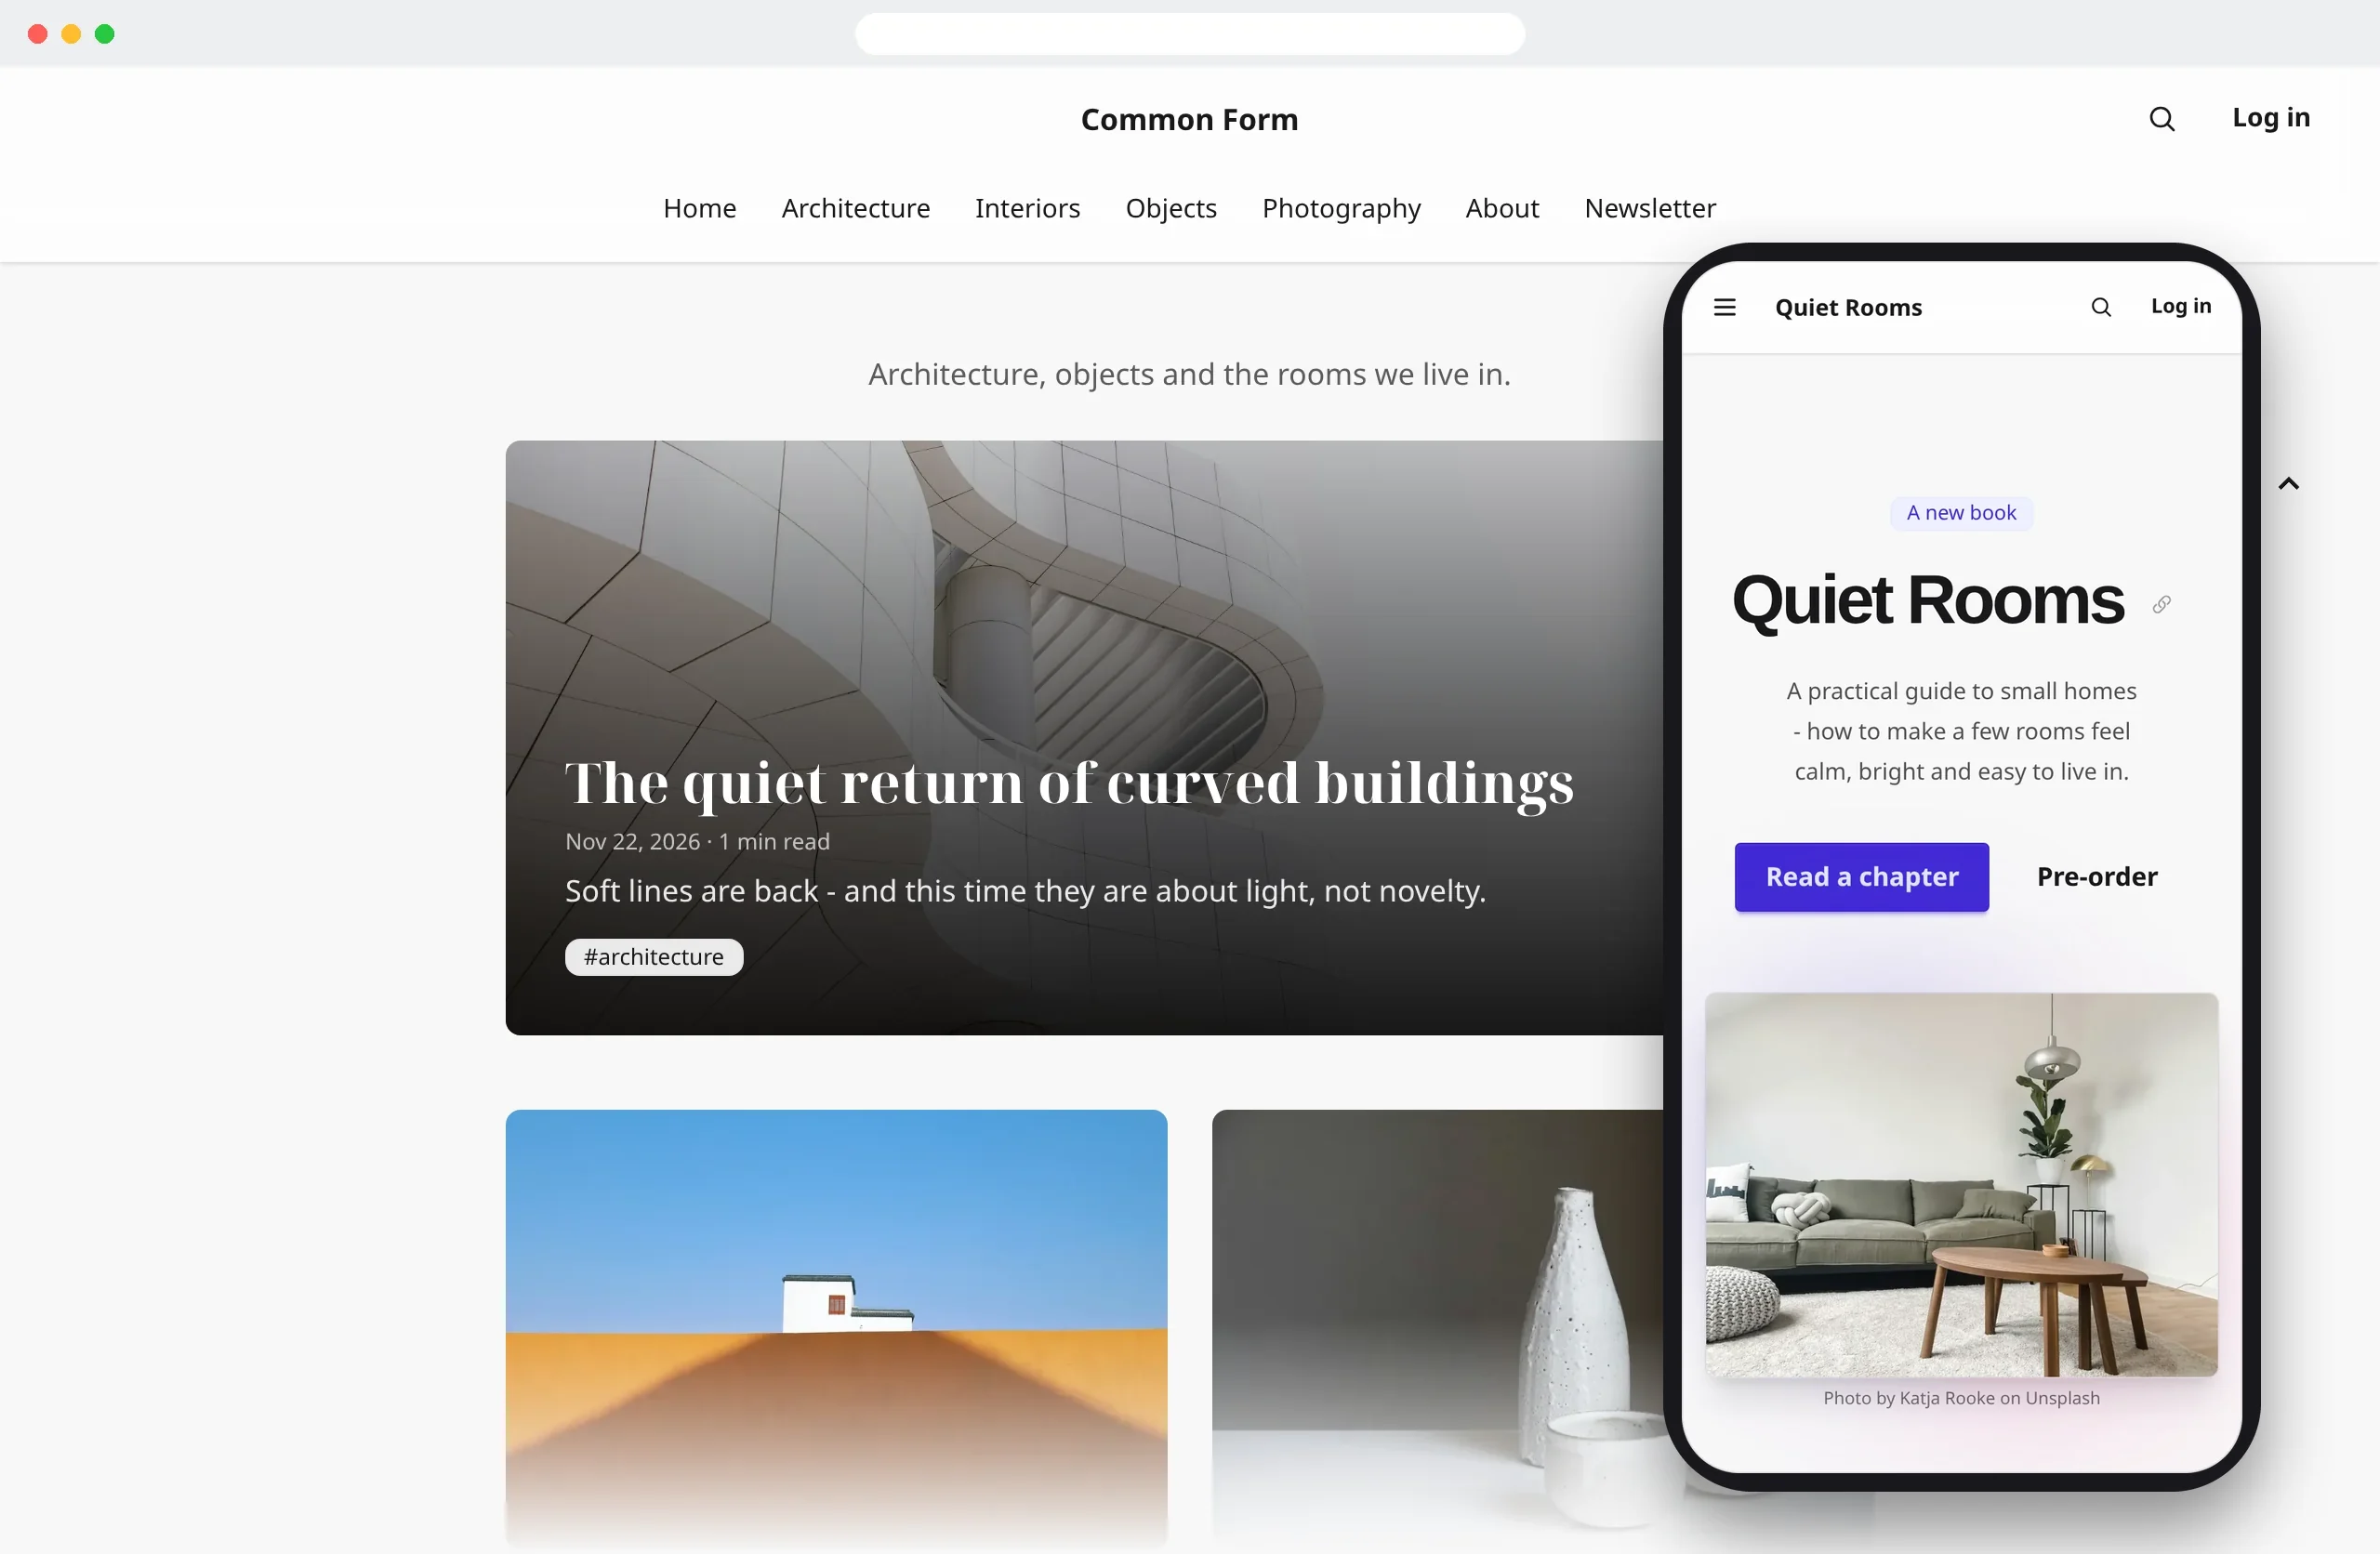 Common Form
Log in
Home Architecture Interiors Objects Photography About Newsletter
Architecture, objects and the rooms we live in.
The quiet return of curved buildings
Nov 22, 2026 · 1 min read
Soft lines are back - and this time they are about light, not novelty.
#architecture
Quiet Rooms
Log in
A new book
Quiet Rooms
A practical guide to small homes
- how to make a few rooms feel
calm, bright and easy to live in.
Read a chapter
Pre-order
Photo by Katja Rooke on Unsplash